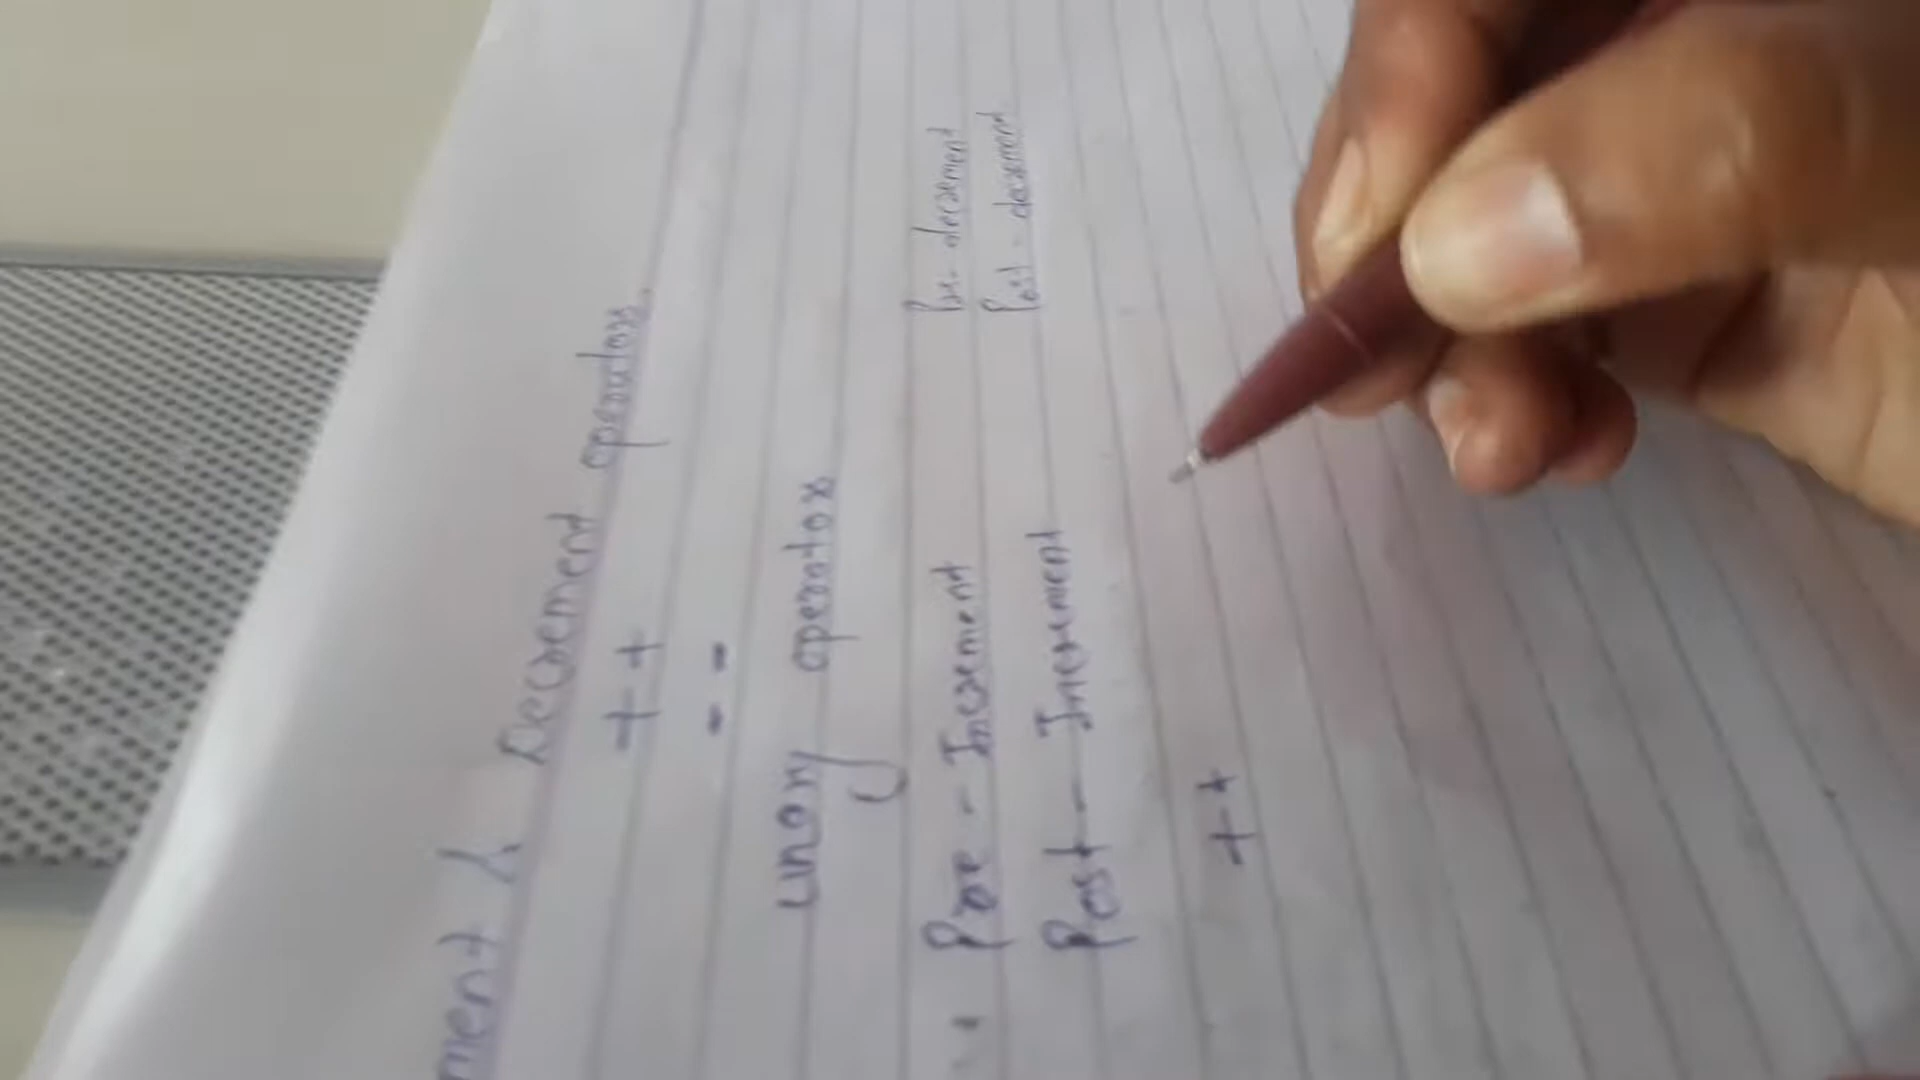 ment & Decrement operators.
++
--
unary operator
Pre - Increment Pre - decrement
Post - Increment Post - decrement
++